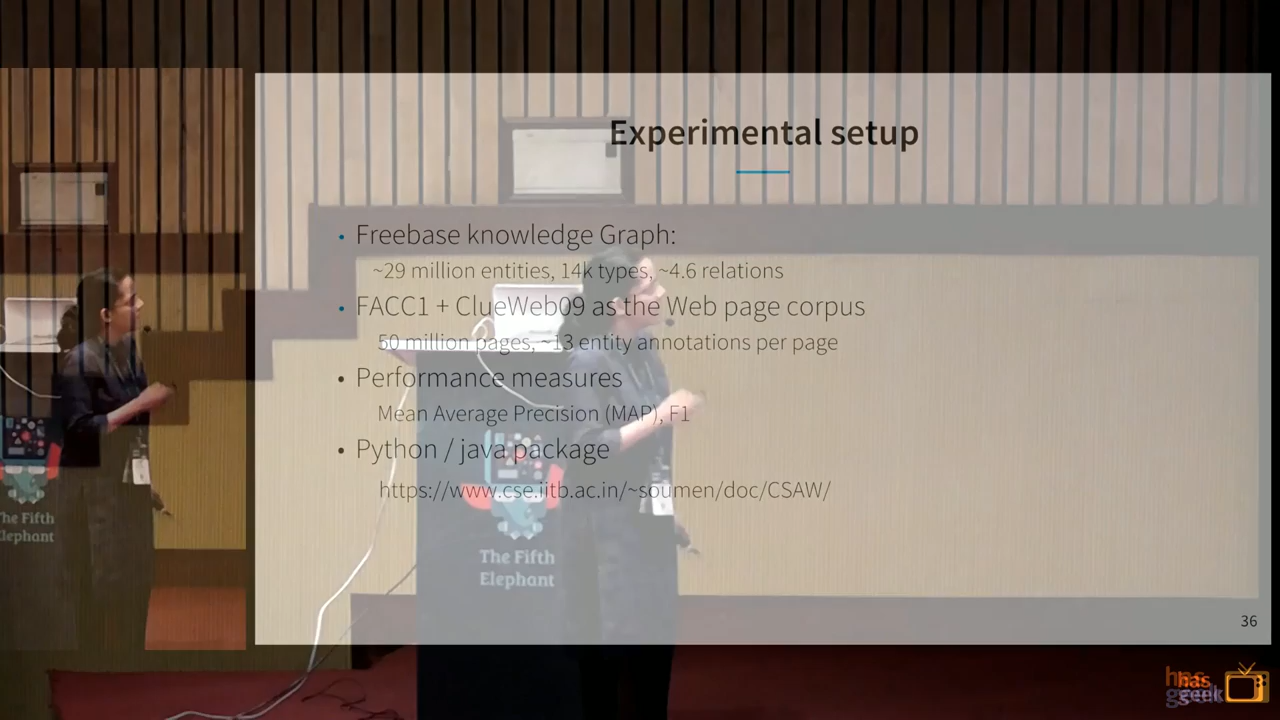 Experimental setup
• Freebase knowledge Graph:
~29 million entities, 14k types, ~4.6 relations
• FACC1 + ClueWeb09 as the Web page corpus
50 million pages, ~13 entity annotations per page
• Performance measures
Mean Average Precision (MAP), F1
• Python / java package
https://www.cse.iitb.ac.in/~soumen/doc/CSAW/
The Fifth
Elephant
The Fifth
Elephant
36
has
geek